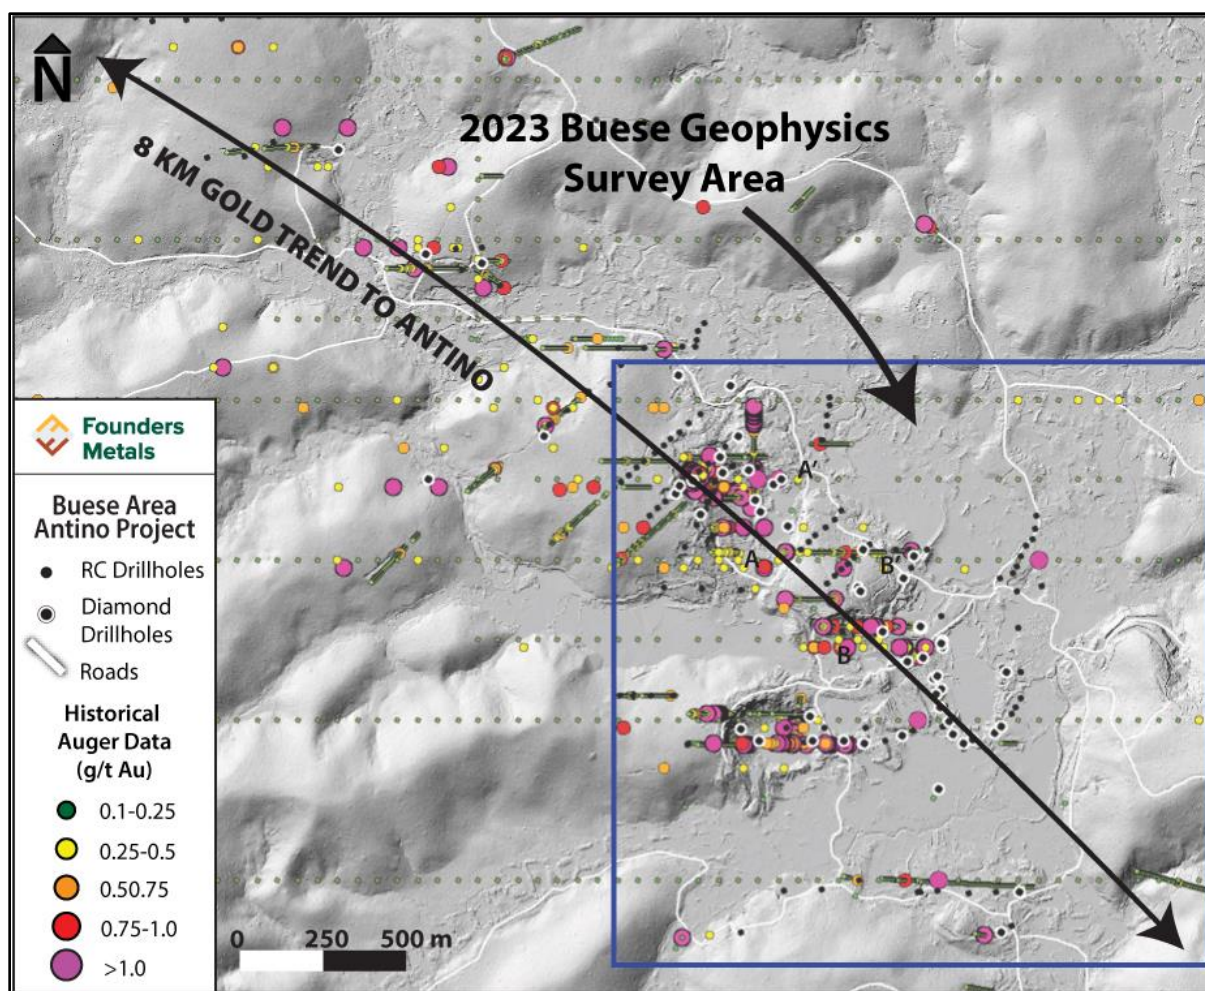 N
8 KM GOLD TREND TO ANTINO
2023 Buese Geophysics
Survey Area
A'
A
B'
B
Founders
Metals
Buese Area
Antino Project
RC Drillholes
Diamond
Drillholes
Roads
Historical
Auger Data
(g/t Au)
0.1-0.25
0.25-0.5
0.50.75
0.75-1.0
>1.0
0 250 500 m